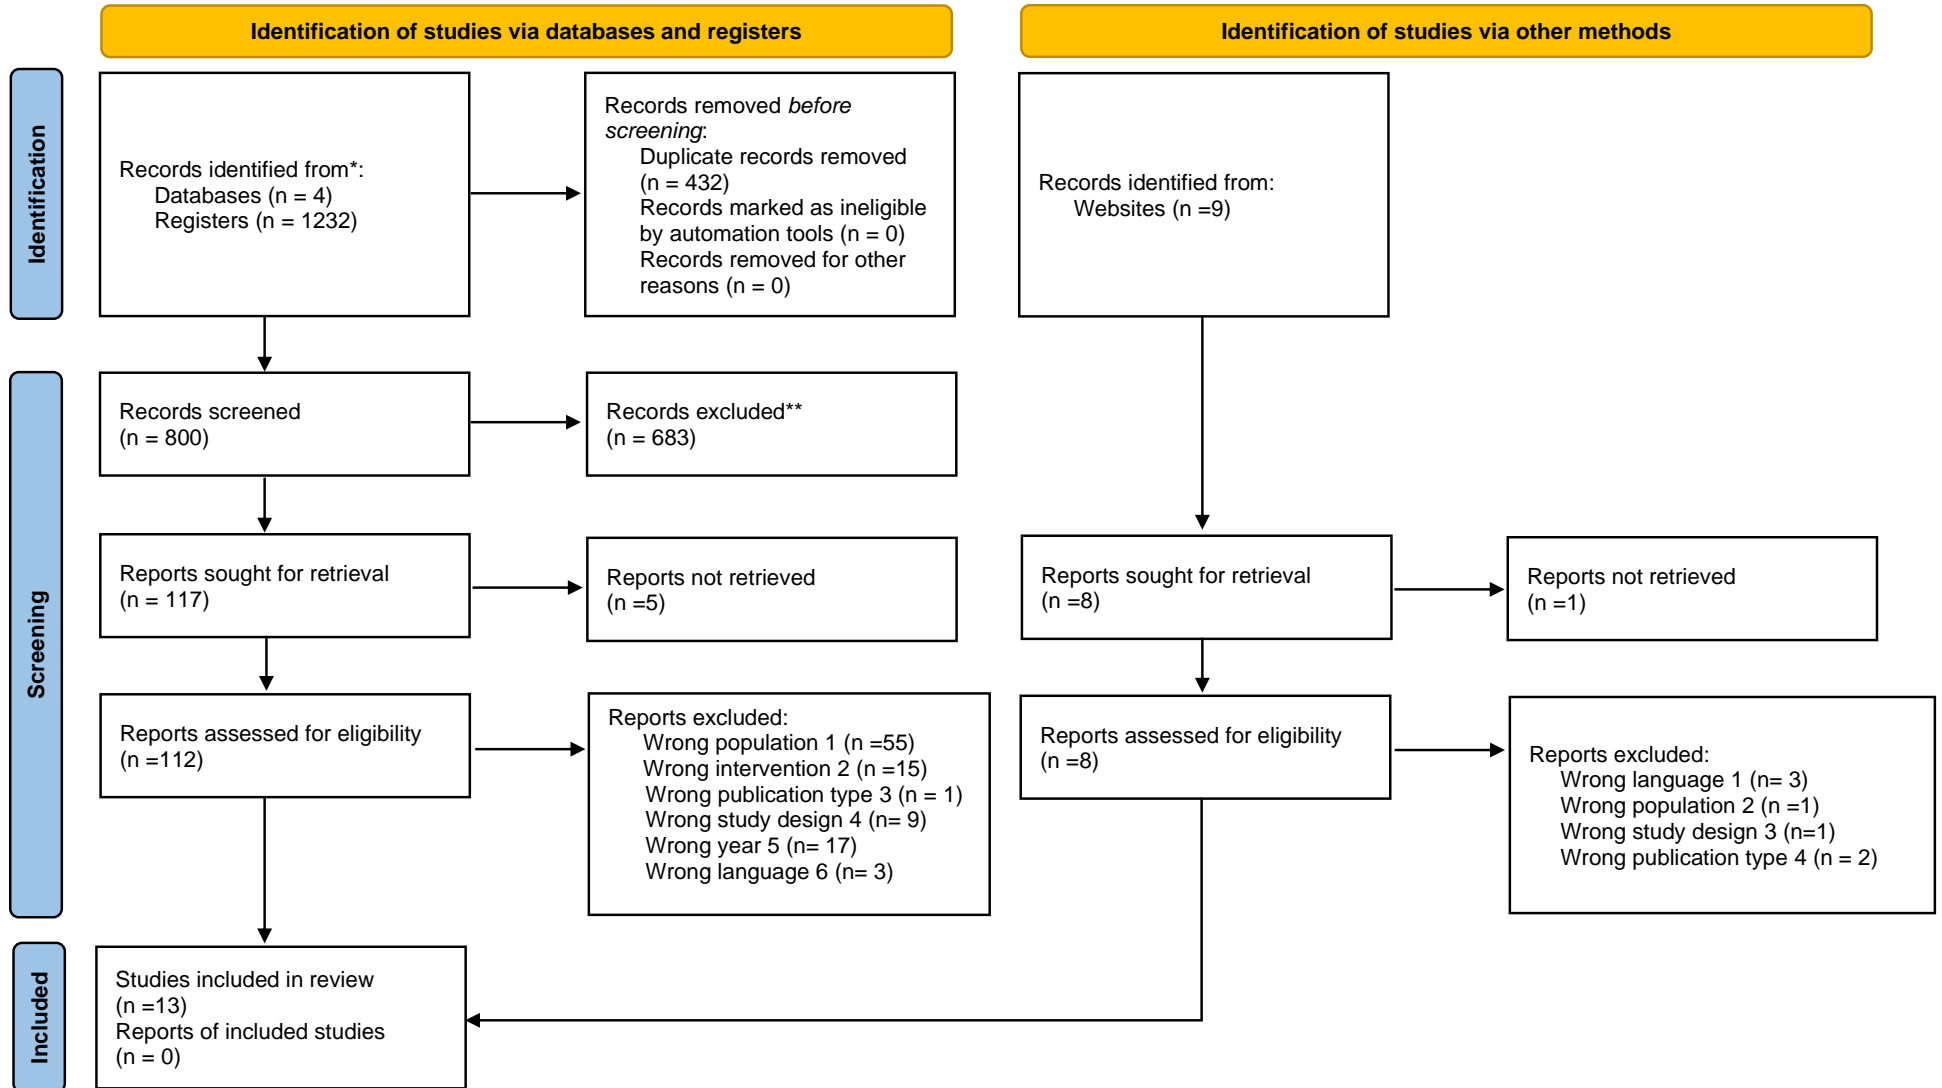 Identification of studies via databases and registers
Identification of studies via other methods
Identification
Records identified from*:
Databases (n = 4)
Registers (n = 1232)
Records removed before
screening:
Duplicate records removed
(n = 432)
Records marked as ineligible
by automation tools (n = 0)
Records removed for other
reasons (n = 0)
Records identified from:
Websites (n =9)
Screening
Records screened
(n = 800)
Records excluded**
(n = 683)
Reports sought for retrieval
(n = 117)
Reports not retrieved
(n =5)
Reports sought for retrieval
(n =8)
Reports not retrieved
(n =1)
Reports assessed for eligibility
(n =112)
Reports excluded:
Wrong population 1 (n =55)
Wrong intervention 2 (n =15)
Wrong publication type 3 (n = 1)
Wrong study design 4 (n= 9)
Wrong year 5 (n= 17)
Wrong language 6 (n= 3)
Reports assessed for eligibility
(n =8)
Reports excluded:
Wrong language 1 (n= 3)
Wrong population 2 (n =1)
Wrong study design 3 (n=1)
Wrong publication type 4 (n = 2)
Included
Studies included in review
(n =13)
Reports of included studies
(n = 0)